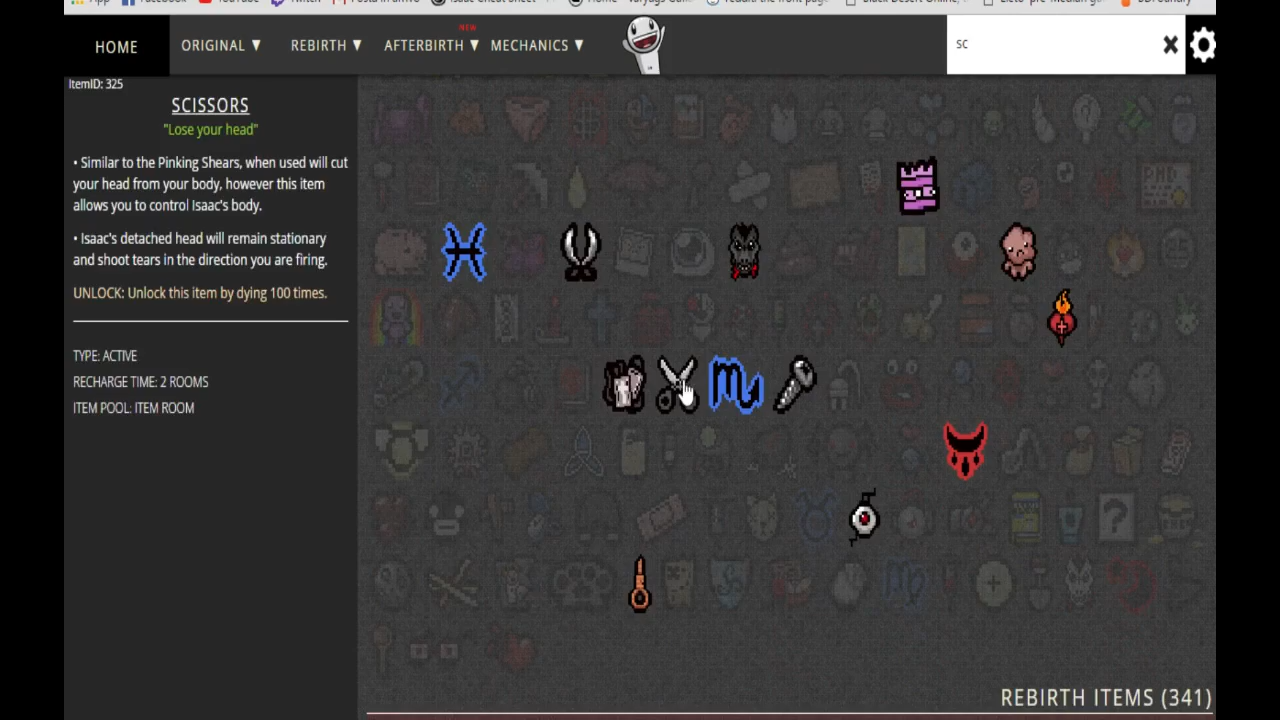 HOME
ORIGINAL ▼
REBIRTH ▼
NEW
AFTERBIRTH ▼
MECHANICS ▼
sc
ItemID: 325
SCISSORS
"Lose your head"
• Similar to the Pinking Shears, when used will cut
your head from your body, however this item
allows you to control Isaac's body.
• Isaac's detached head will remain stationary
and shoot tears in the direction you are firing.
UNLOCK: Unlock this item by dying 100 times.
TYPE: ACTIVE
RECHARGE TIME: 2 ROOMS
ITEM POOL: ITEM ROOM
PHD
REBIRTH ITEMS (341)